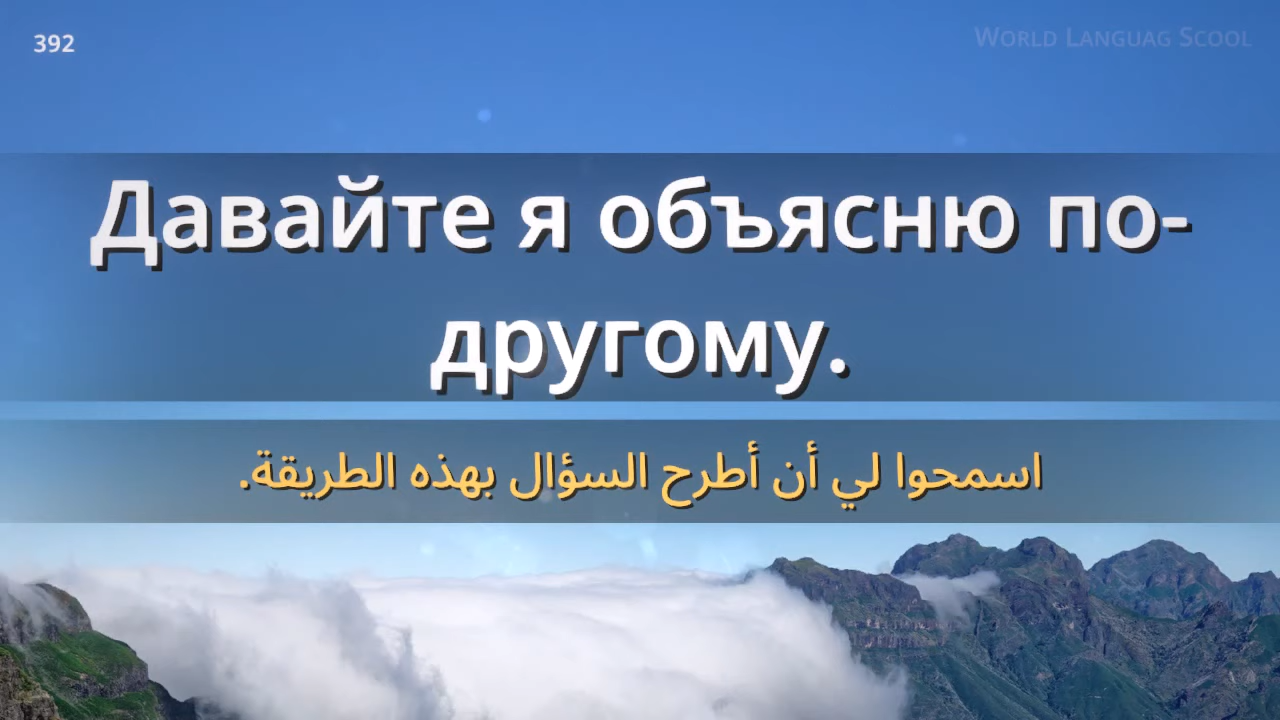 392
World Languag Scool
Давайте я объясню по-
другому.
اسمحوا لي أن أطرح السؤال بهذه الطريقة.